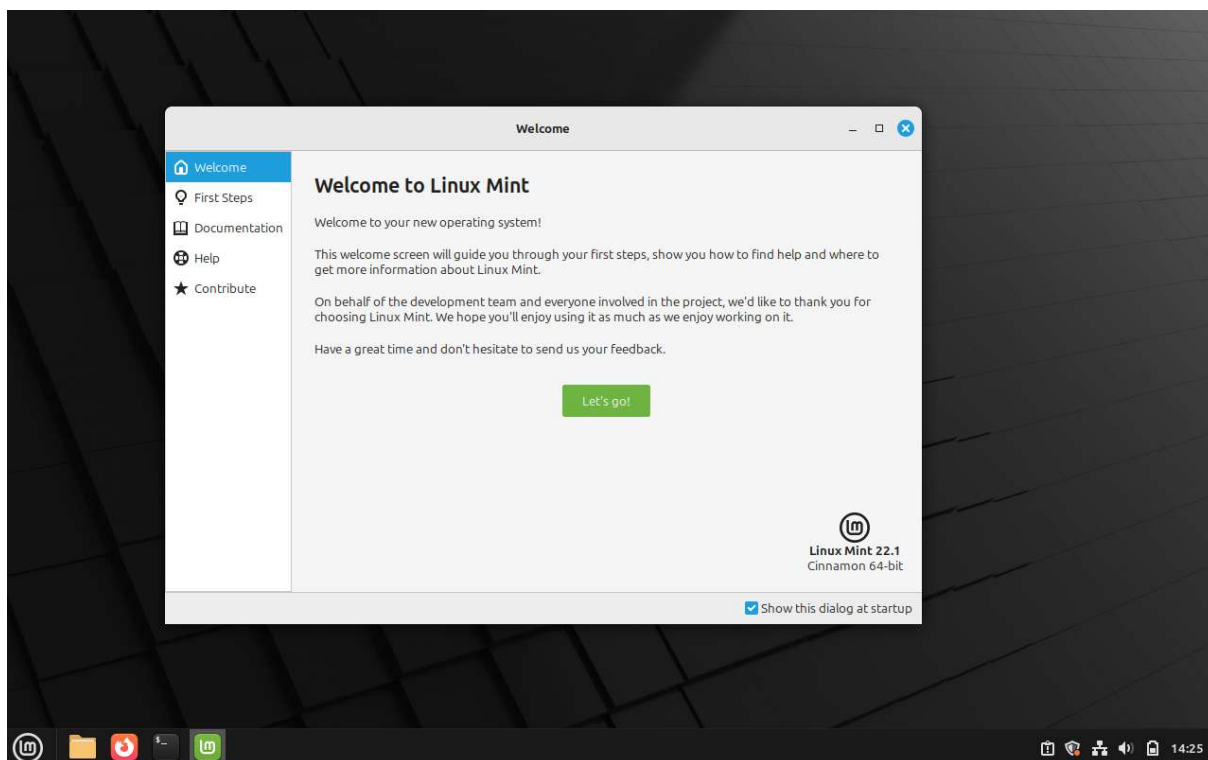 Welcome
Welcome
First Steps
Documentation
Help
Contribute
Welcome to Linux Mint
Welcome to your new operating system!
This welcome screen will guide you through your first steps, show you how to find help and where to
get more information about Linux Mint.
On behalf of the development team and everyone involved in the project, we'd like to thank you for
choosing Linux Mint. We hope you'll enjoy using it as much as we enjoy working on it.
Have a great time and don't hesitate to send us your feedback.
Let's go!
Linux Mint 22.1
Cinnamon 64-bit
Show this dialog at startup
$_
14:25